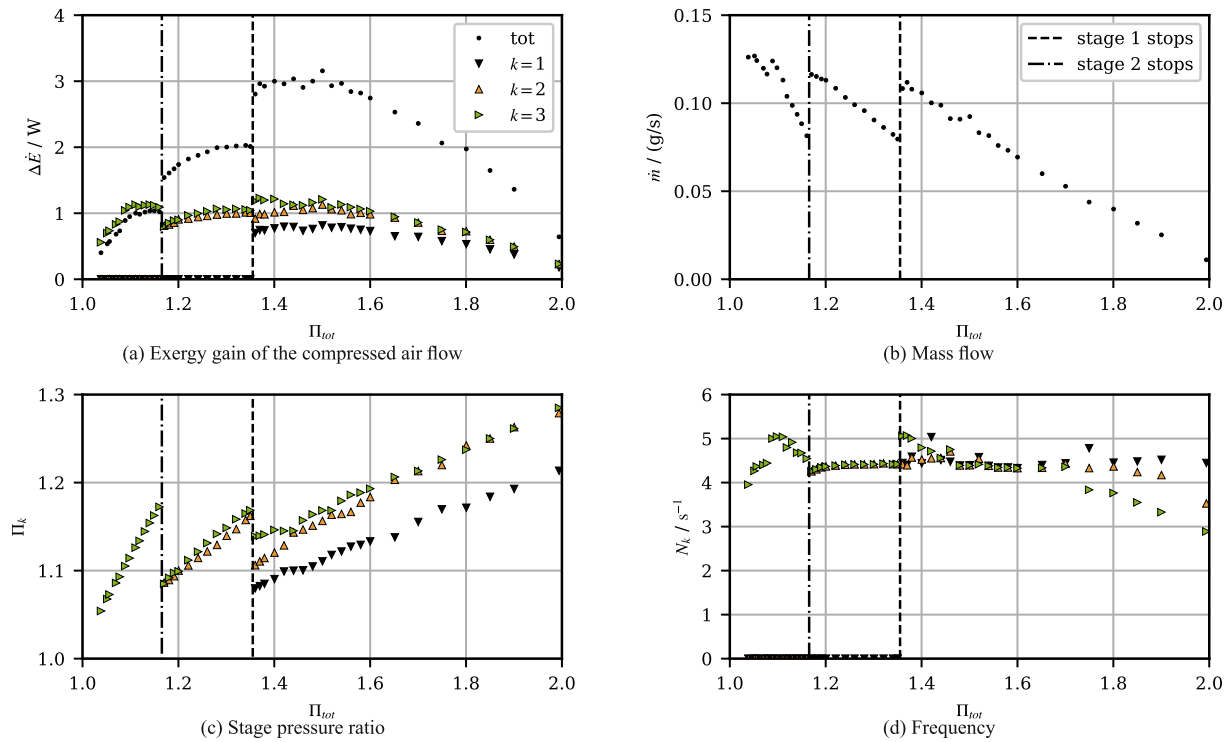 4
3
2
1
0
ΔĖ / W
tot
k=1
k=2
k=3
1.0 1.2 1.4 1.6 1.8 2.0
Π_tot
(a) Exergy gain of the compressed air flow
0.15
0.10
0.05
0.00
ṁ / (g/s)
stage 1 stops
stage 2 stops
1.0 1.2 1.4 1.6 1.8 2.0
Π_tot
(b) Mass flow
1.3
1.2
1.1
1.0
Π_k
1.0 1.2 1.4 1.6 1.8 2.0
Π_tot
(c) Stage pressure ratio
6
5
4
3
2
1
0
N_k / s⁻¹
1.0 1.2 1.4 1.6 1.8 2.0
Π_tot
(d) Frequency